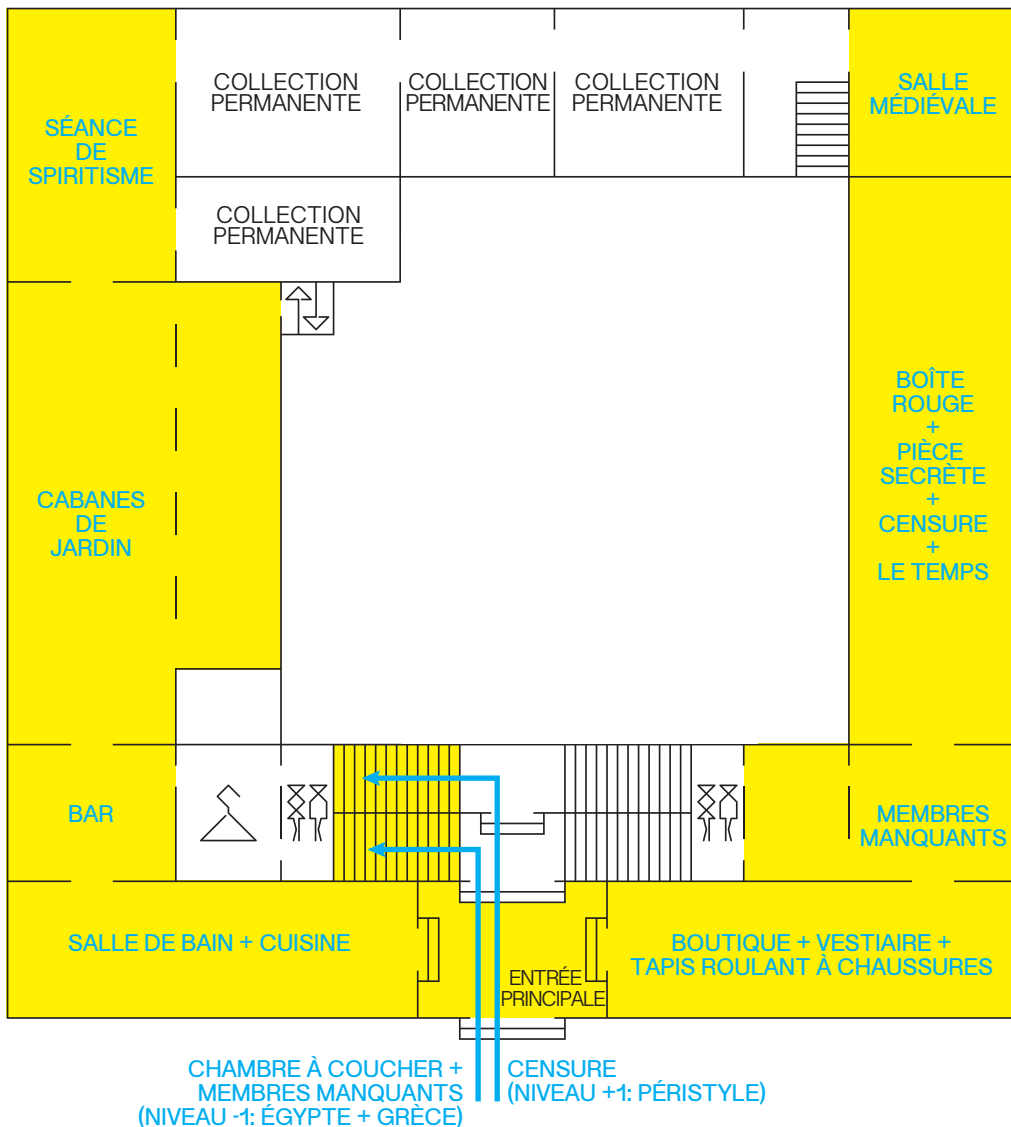 COLLECTION
PERMANENTE
COLLECTION
PERMANENTE
COLLECTION
PERMANENTE
SALLE
MÉDIÉVALE
SÉANCE
DE
SPIRITISME
COLLECTION
PERMANENTE
BOÎTE
ROUGE
+
PIÈCE
SECRÈTE
+
CENSURE
+
LE TEMPS
CABANES
DE
JARDIN
BAR
MEMBRES
MANQUANTS
SALLE DE BAIN + CUISINE
BOUTIQUE + VESTIAIRE +
TAPIS ROULANT À CHAUSSURES
ENTRÉE
PRINCIPALE
CHAMBRE À COUCHER +
MEMBRES MANQUANTS
(NIVEAU -1: ÉGYPTE + GRÈCE)
CENSURE
(NIVEAU +1: PÉRISTYLE)